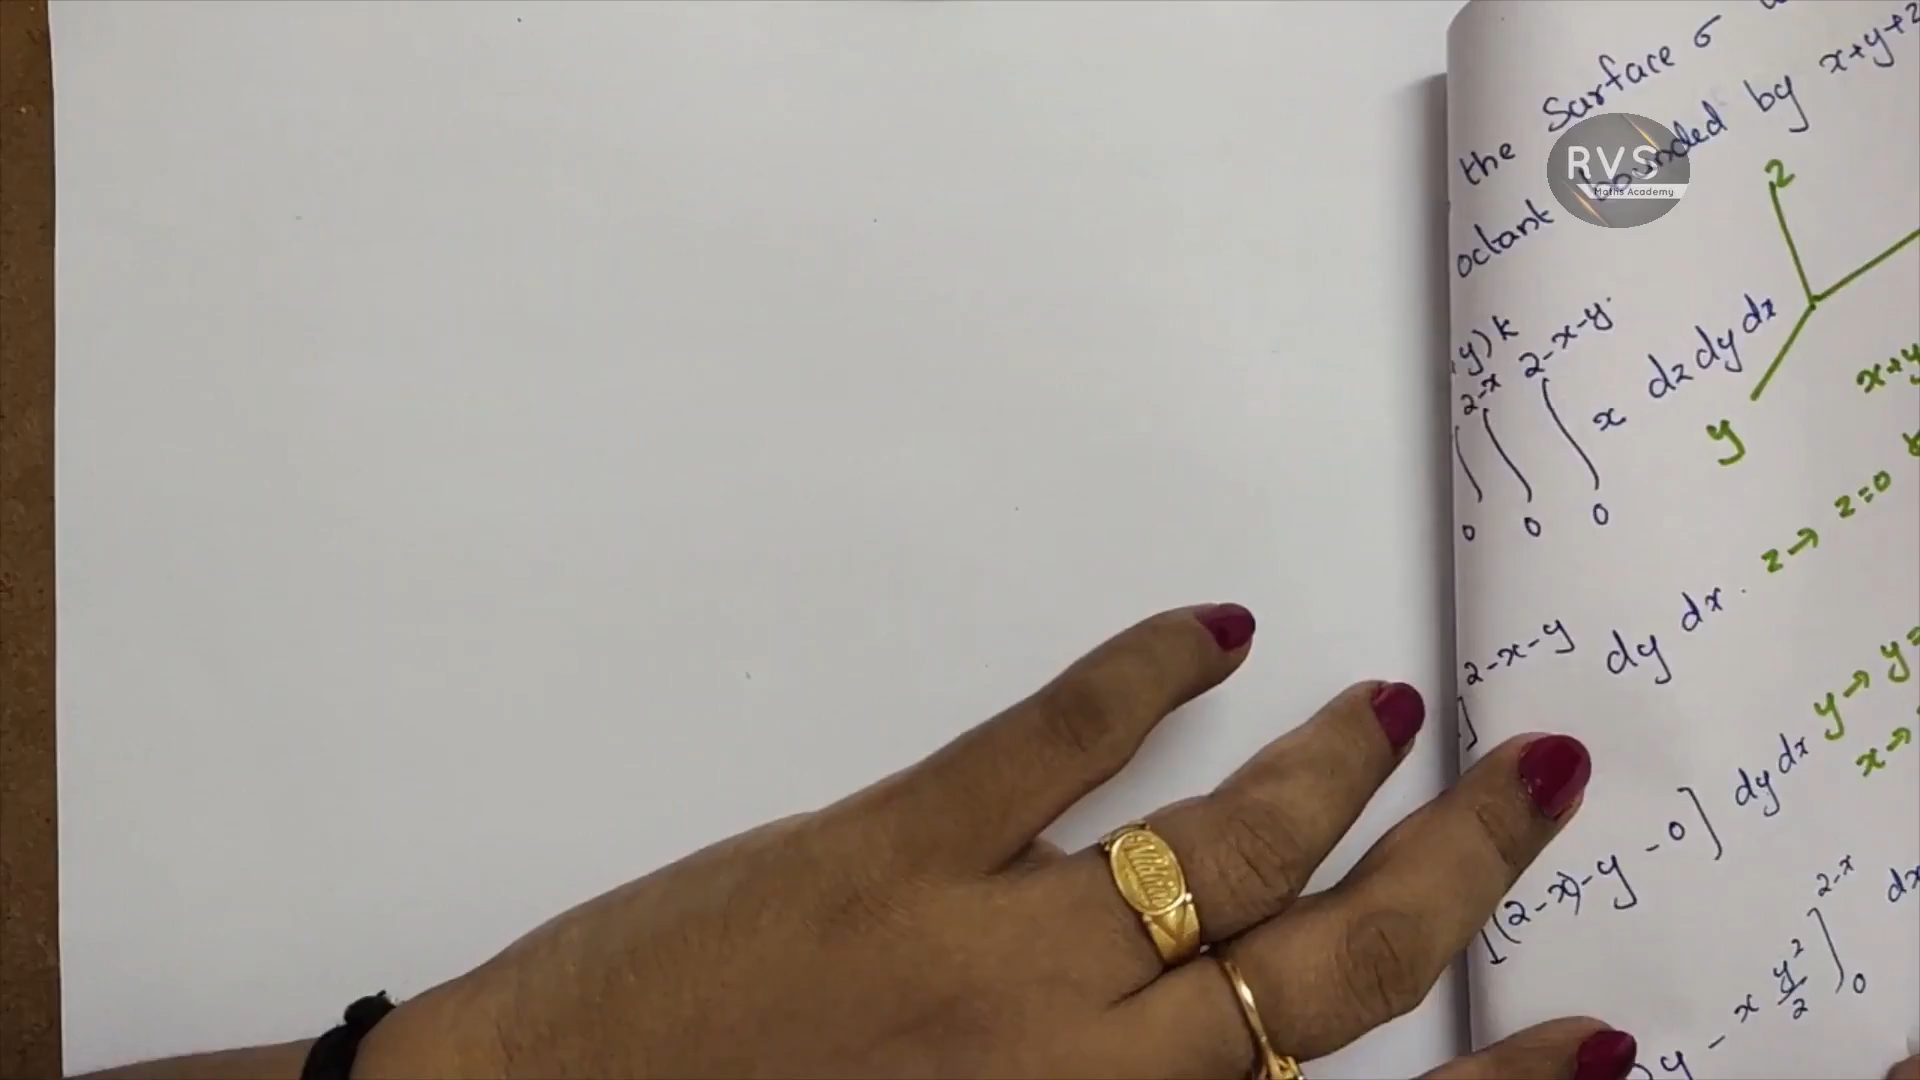 the Surface σ
octant bounded by x+y+z
RVS
Maths Academy
z
y) k
2-x 2-x-y
∫ ∫ ∫ x dz dy dx
0 0 0
y
x+y
z → z=0
] 2-x-y dy dx.
y → y=
x →
[(2-x)-y-0] dy dx
- x y²/2 ] 2-x 0 dx
y